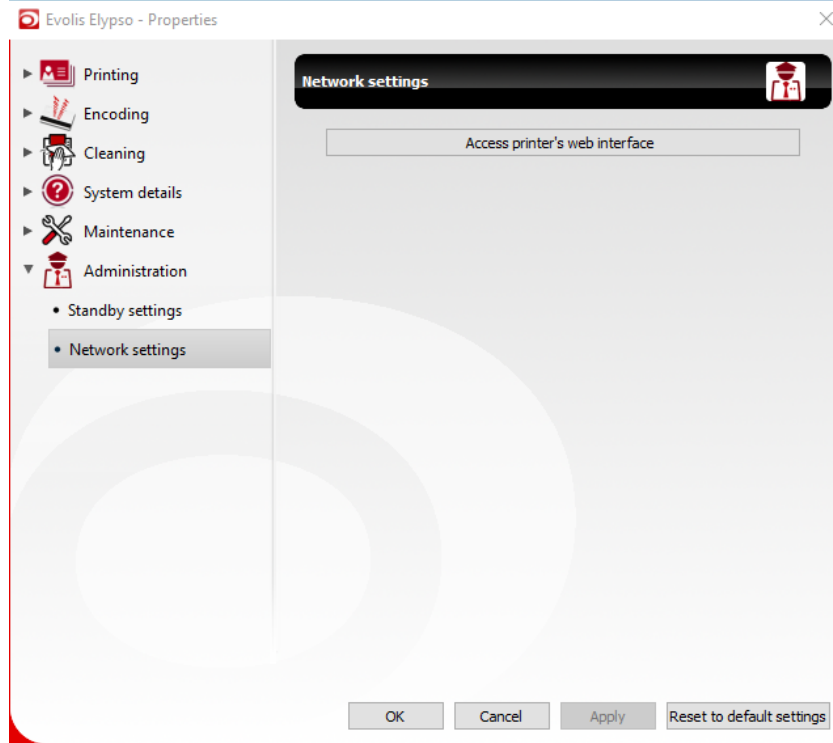 Evolis Elypso - Properties
Printing
Encoding
Cleaning
System details
Maintenance
Administration
• Standby settings
• Network settings
Network settings
Access printer's web interface
OK Cancel Apply Reset to default settings